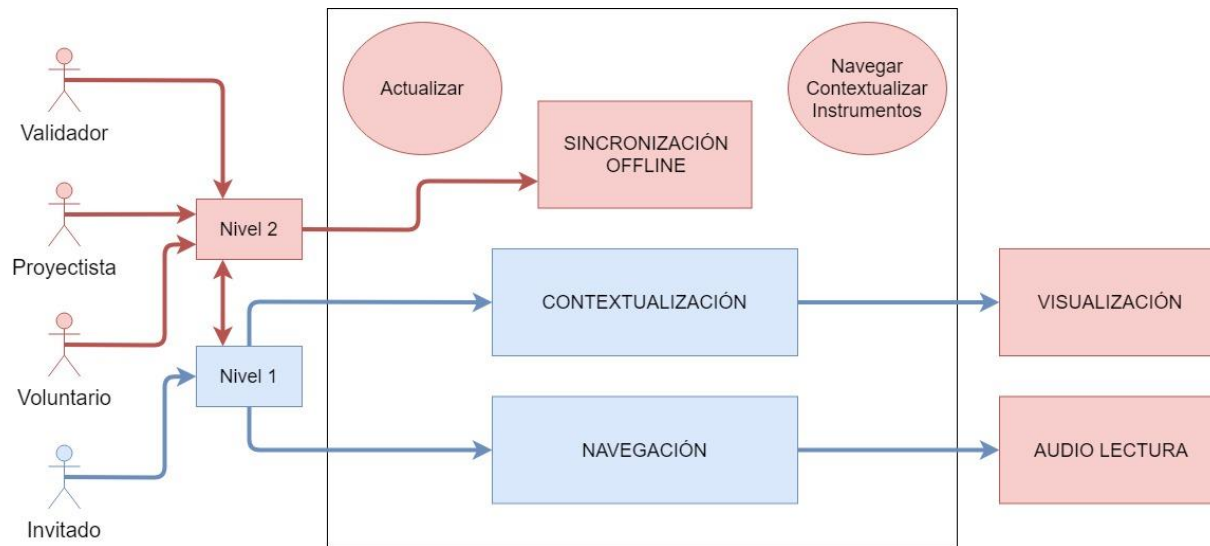 Validador
Proyectista
Voluntario
Invitado
Nivel 2
Nivel 1
Actualizar
Navegar
Contextualizar
Instrumentos
SINCRONIZACIÓN
OFFLINE
CONTEXTUALIZACIÓN
NAVEGACIÓN
VISUALIZACIÓN
AUDIO LECTURA